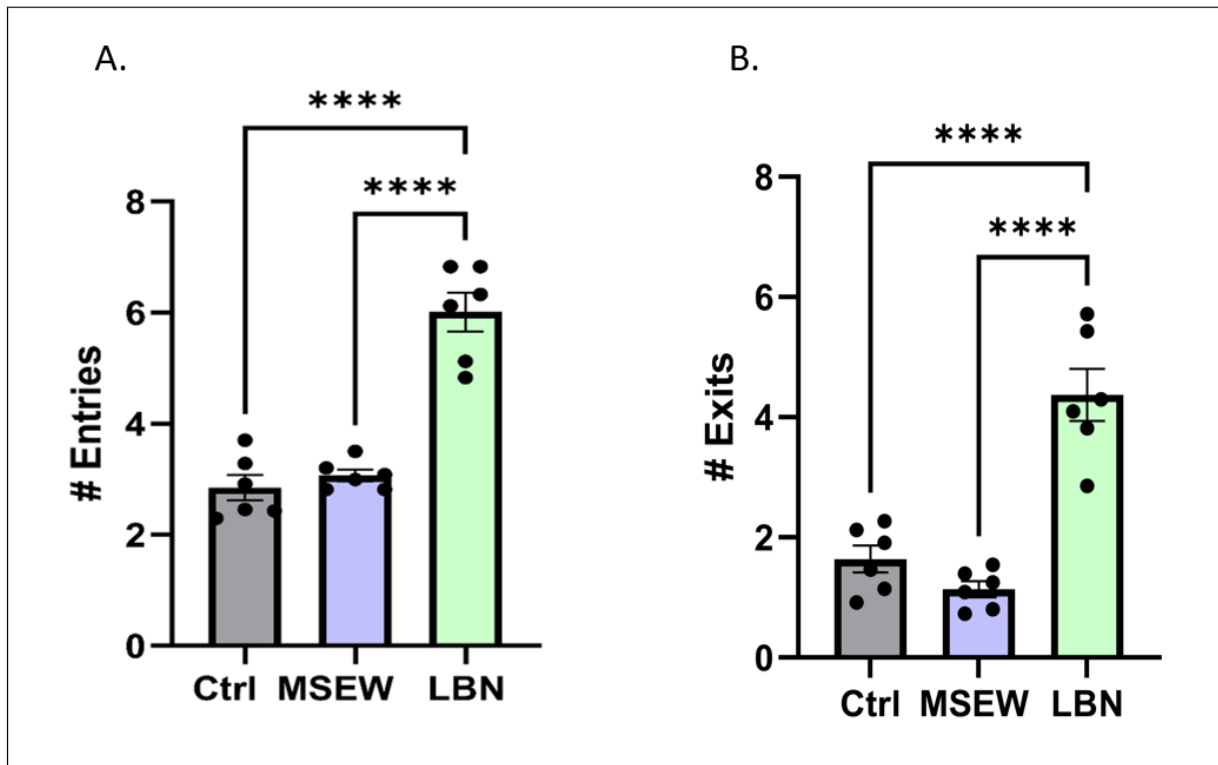 A.
****
****
8
6
4
2
0
# Entries
Ctrl MSEW LBN
B.
****
****
8
6
4
2
0
# Exits
Ctrl MSEW LBN